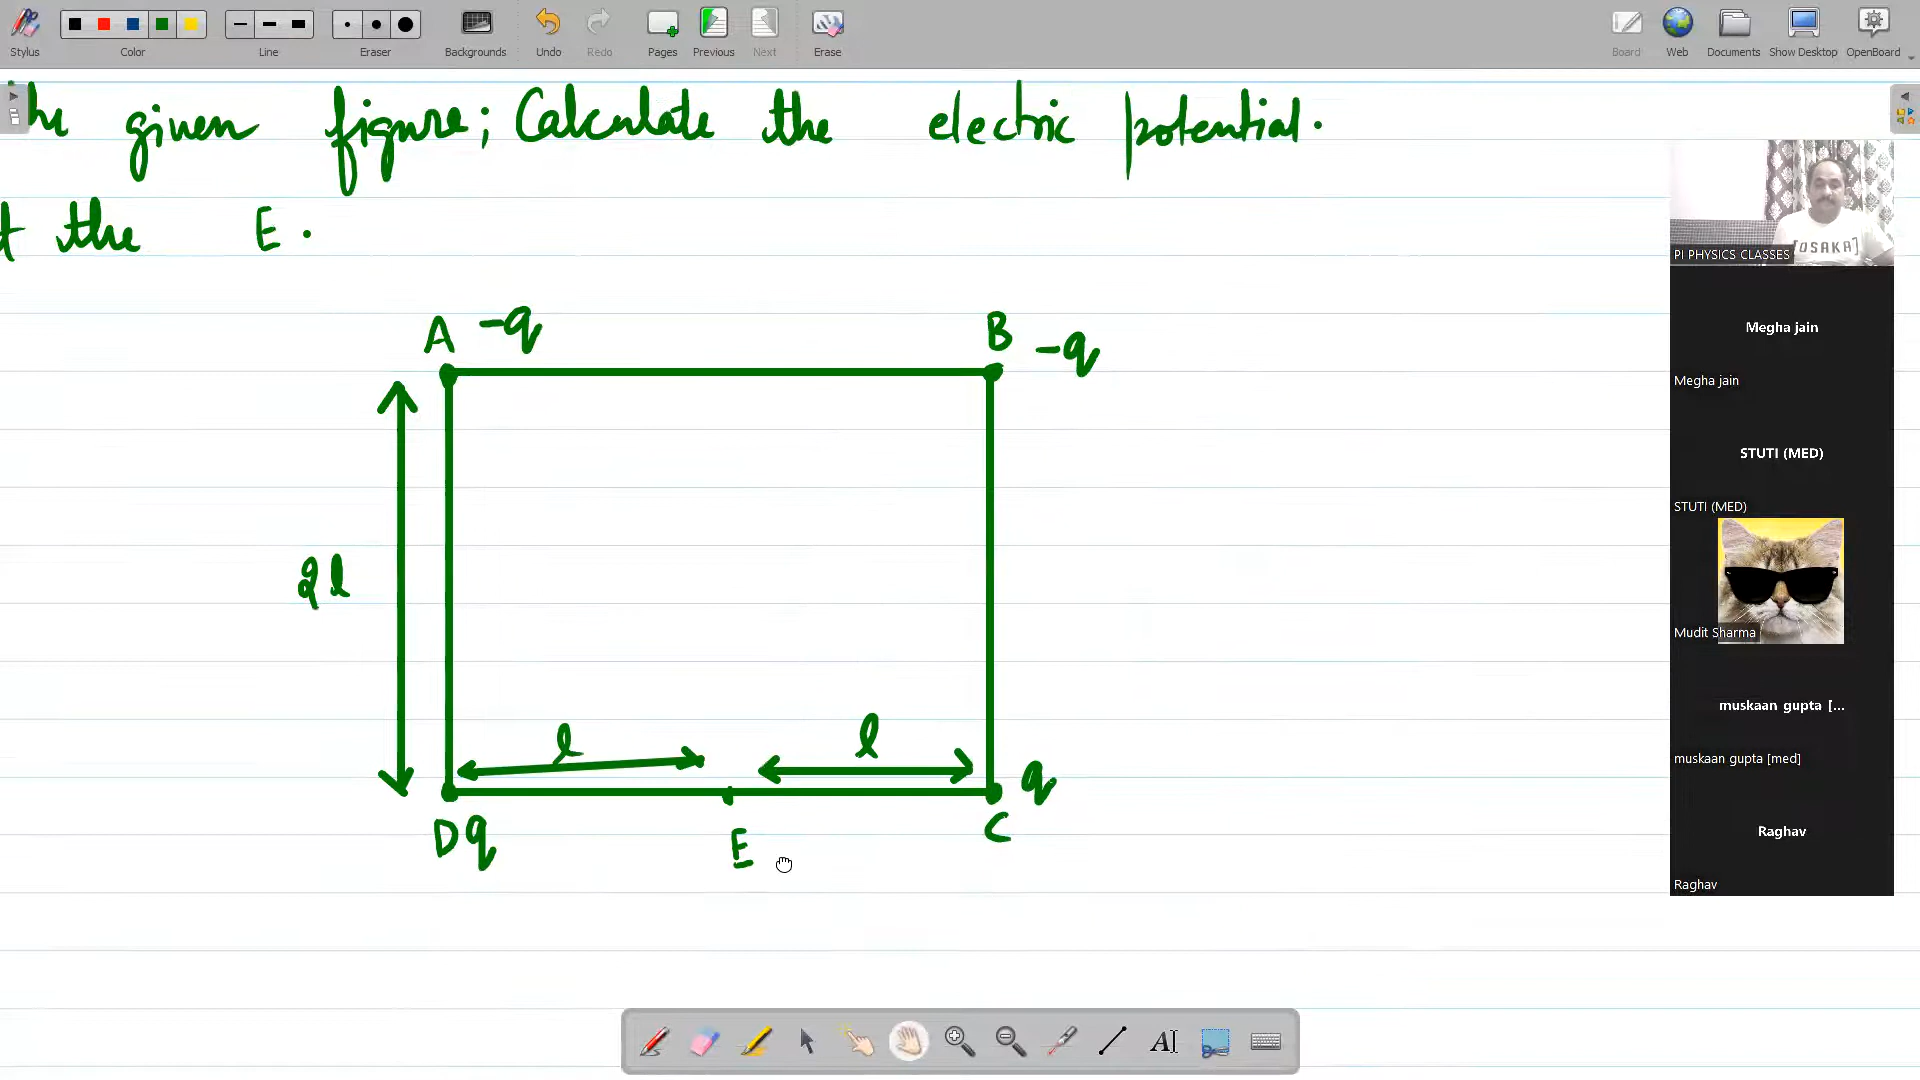 Stylus
Color
Line
Eraser
Backgrounds
Undo
Redo
Pages
Previous
Next
Erase
Board
Web
Documents
Show Desktop
OpenBoard
he given figure; Calculate the electric potential.
t the E.
A -q
B -q
2l
l
l
q
D q
E
C
[OSAKA]
PI PHYSICS CLASSES
Megha jain
Megha jain
STUTI (MED)
STUTI (MED)
Mudit Sharma
muskaan gupta [...
muskaan gupta [med]
Raghav
Raghav